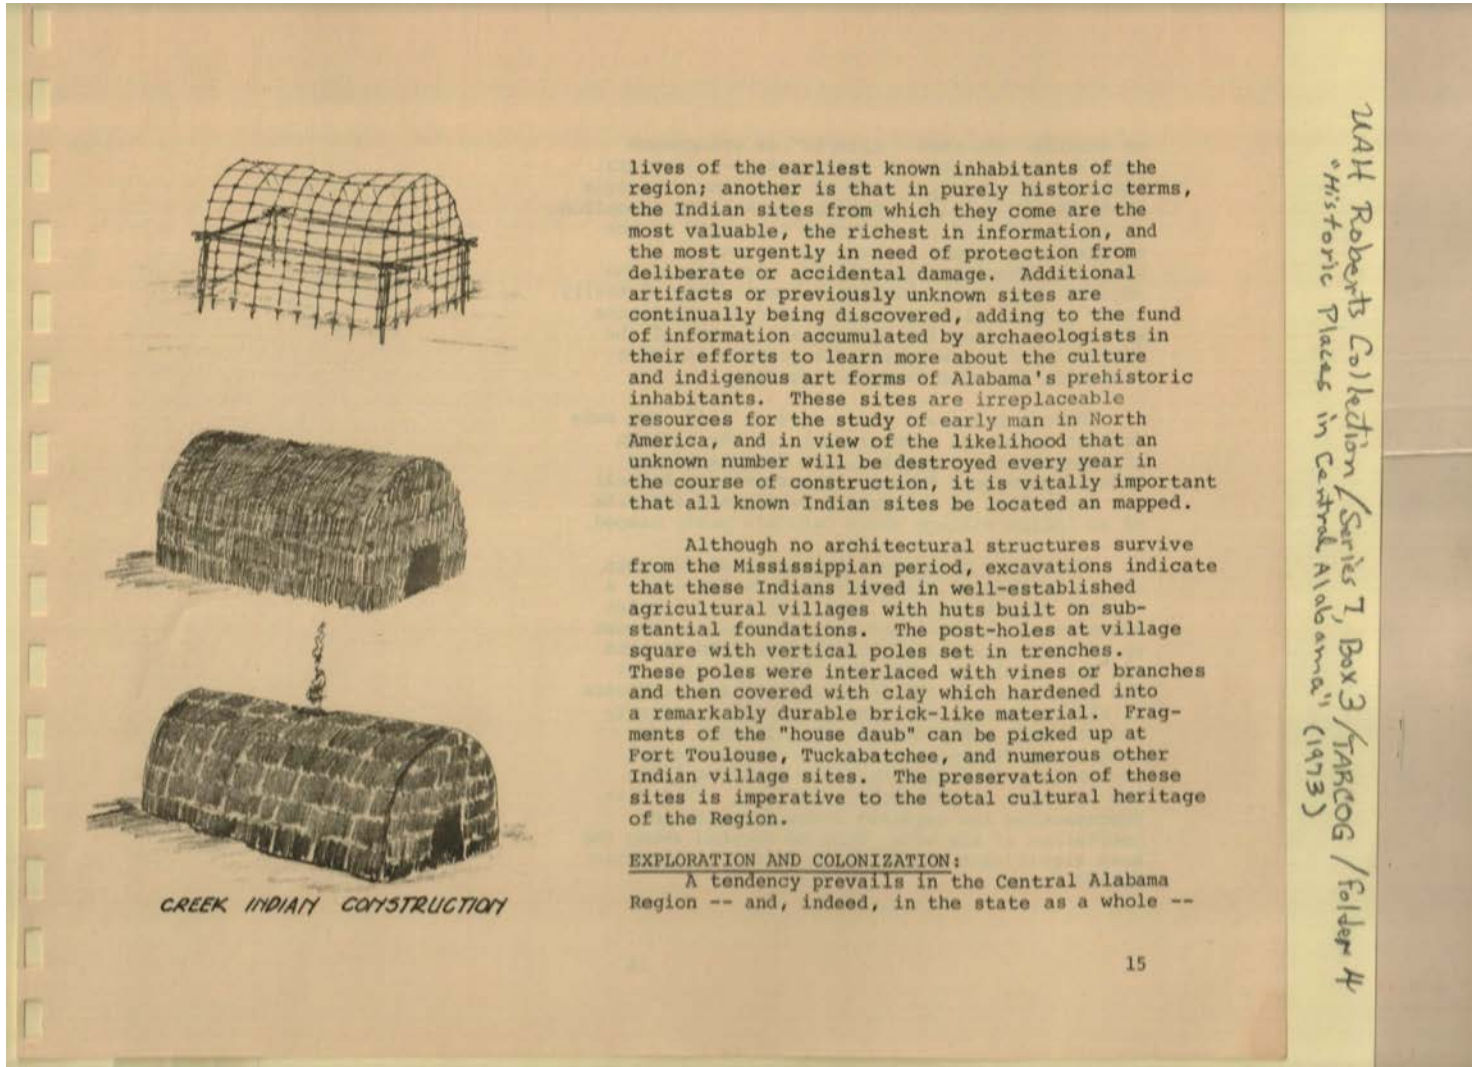 lives of the earliest known inhabitants of the
region; another is that in purely historic terms,
the Indian sites from which they come are the
most valuable, the richest in information, and
the most urgently in need of protection from
deliberate or accidental damage. Additional
artifacts or previously unknown sites are
continually being discovered, adding to the fund
of information accumulated by archaeologists in
their efforts to learn more about the culture
and indigenous art forms of Alabama's prehistoric
inhabitants. These sites are irreplaceable
resources for the study of early man in North
America, and in view of the likelihood that an
unknown number will be destroyed every year in
the course of construction, it is vitally important
that all known Indian sites be located an mapped.
Although no architectural structures survive
from the Mississippian period, excavations indicate
that these Indians lived in well-established
agricultural villages with huts built on sub-
stantial foundations. The post-holes at village
square with vertical poles set in trenches.
These poles were interlaced with vines or branches
and then covered with clay which hardened into
a remarkably durable brick-like material. Frag-
ments of the "house daub" can be picked up at
Fort Toulouse, Tuckabatchee, and numerous other
Indian village sites. The preservation of these
sites is imperative to the total cultural heritage
of the Region.
EXPLORATION AND COLONIZATION:
A tendency prevails in the Central Alabama
Region -- and, indeed, in the state as a whole --
15
CREEK INDIAN CONSTRUCTION
UAH Roberts Collection/Series 7, Box 3/TARCOG/folder 4
"Historic Places in Central Alabama" (1973)